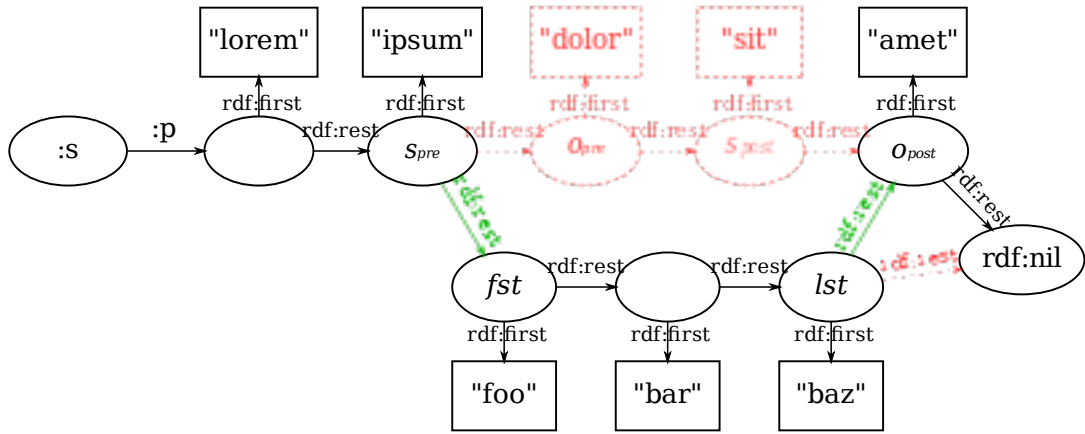 "lorem" "ipsum" "dolor" "sit" "amet"
rdf:first rdf:first rdf:first rdf:first rdf:first
:s :p rdf:rest s pre rdf:rest o pre rdf:rest s post rdf:rest o post
rdf:rest rdf:rest rdf:rest
fst rdf:rest rdf:rest lst rdf:rest rdf:nil
rdf:first rdf:first rdf:first
"foo" "bar" "baz"